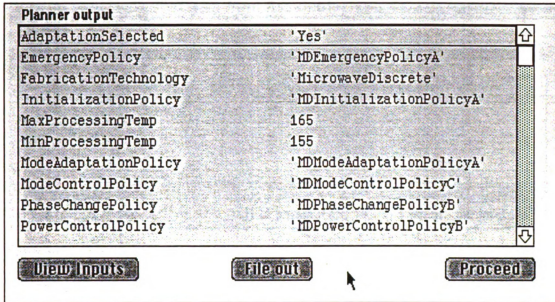 Planner output
AdaptationSelected 'Yes'
EmergencyPolicy 'MDEmergencyPolicyA'
FabricationTechnology 'MicrowaveDiscrete'
InitializationPolicy 'MDInitializationPolicyA'
MaxProcessingTemp 165
MinProcessingTemp 155
ModeAdaptationPolicy 'MDModeAdaptationPolicyA'
ModeControlPolicy 'MDModeControlPolicyC'
PhaseChangePolicy 'MDPhaseChangePolicyB'
PowerControlPolicy 'MDPowerControlPolicyB'
View Inputs File out Proceed